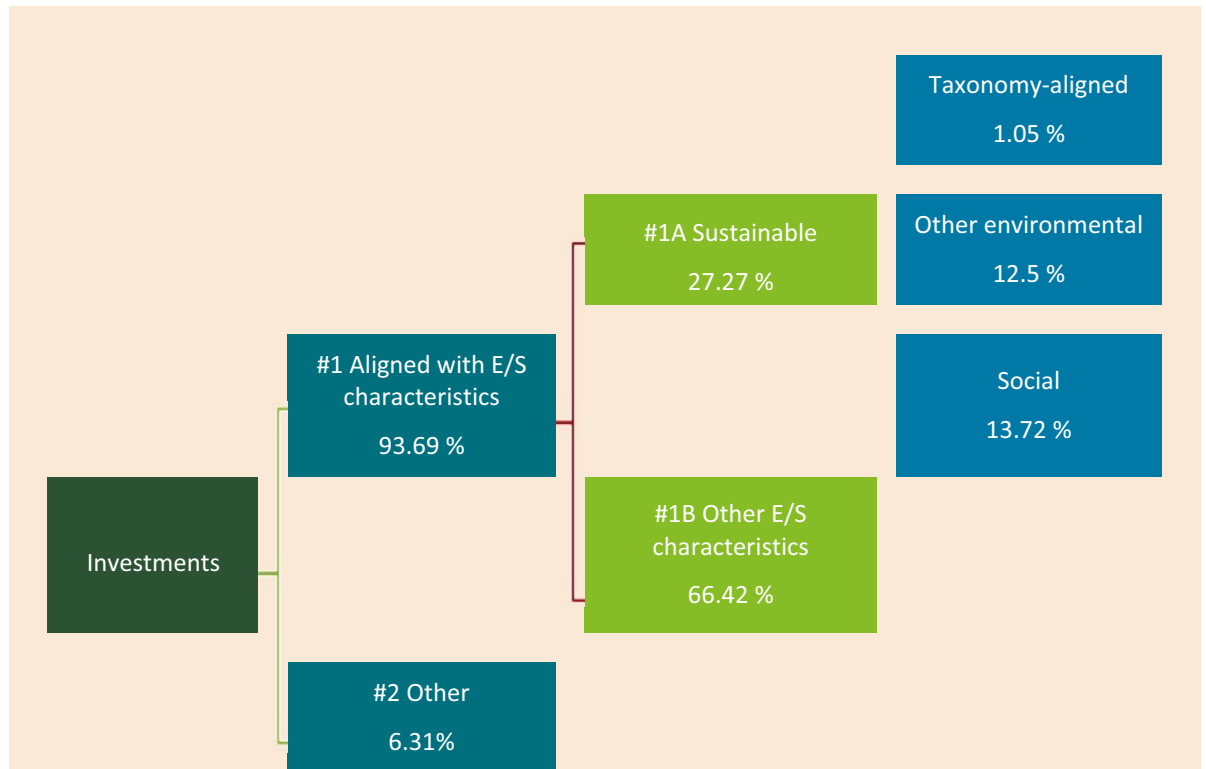 Taxonomy-aligned
1.05 %
#1A Sustainable
27.27 %
Other environmental
12.5 %
#1 Aligned with E/S
characteristics
93.69 %
Social
13.72 %
Investments
#1B Other E/S
characteristics
66.42 %
#2 Other
6.31%